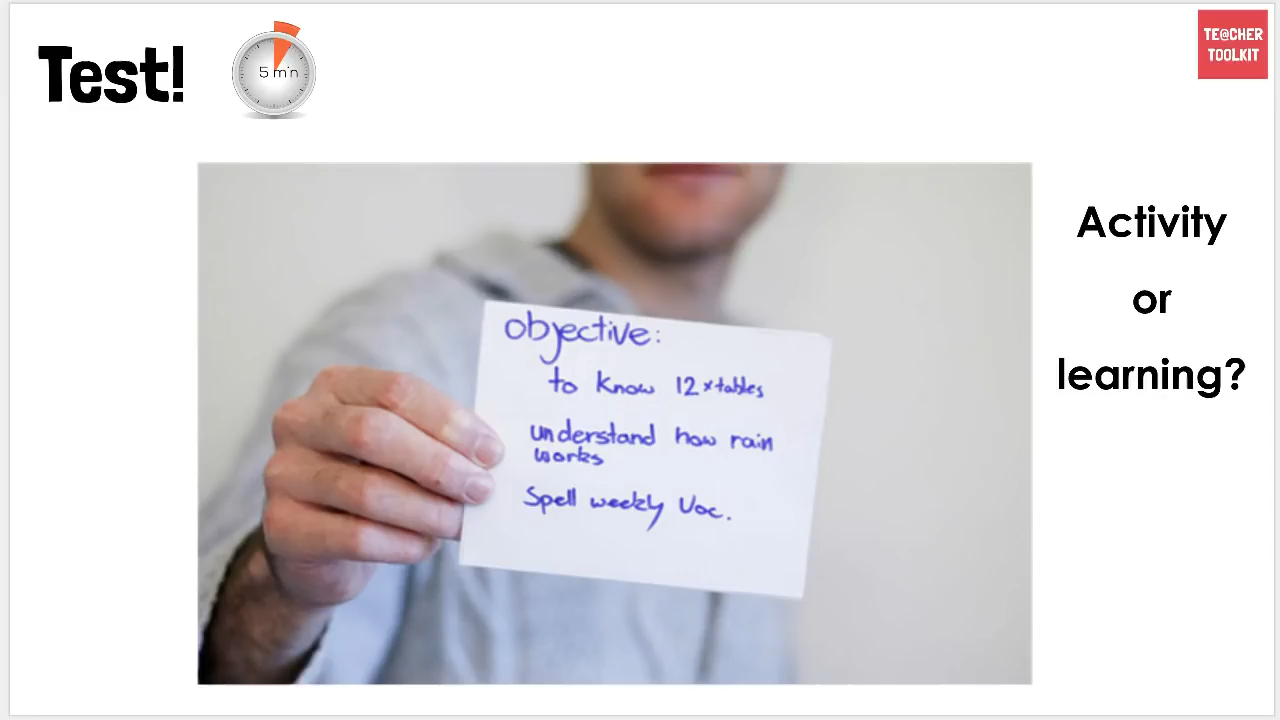 Test!
5 min
TE@CHER
TOOLKIT
objective:
to know 12 x tables
understand how rain
works
Spell weekly Voc.
Activity
or
learning?